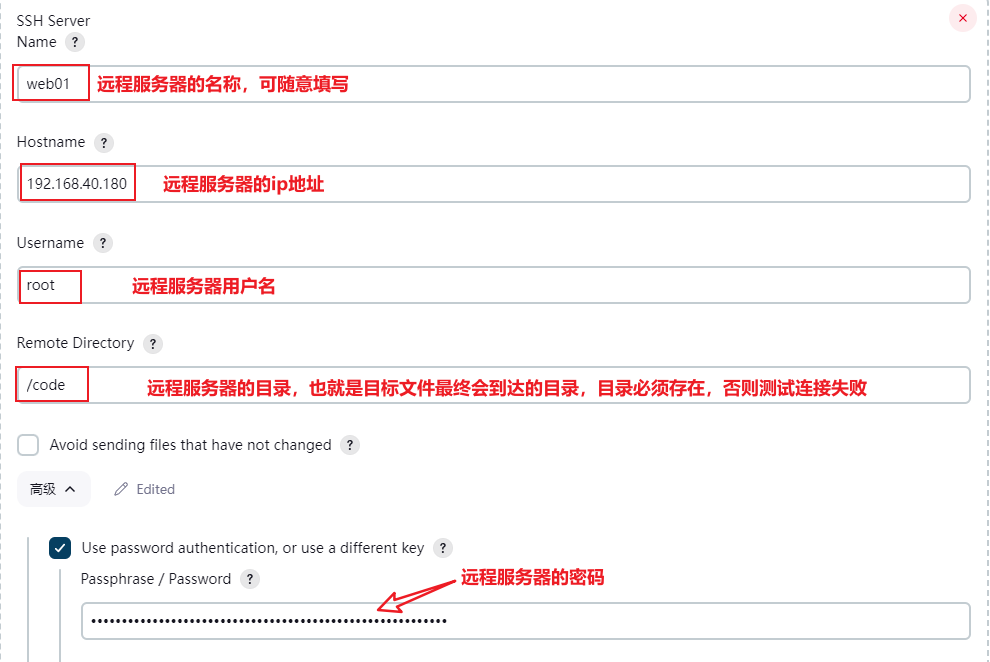 SSH Server
Name ?
web01 远程服务器的名称，可随意填写
Hostname ?
192.168.40.180 远程服务器的ip地址
Username ?
root 远程服务器用户名
Remote Directory ?
/code 远程服务器的目录，也就是目标文件最终会到达的目录，目录必须存在，否则测试连接失败
Avoid sending files that have not changed ?
高级 Edited
Use password authentication, or use a different key ?
Passphrase / Password ?
远程服务器的密码